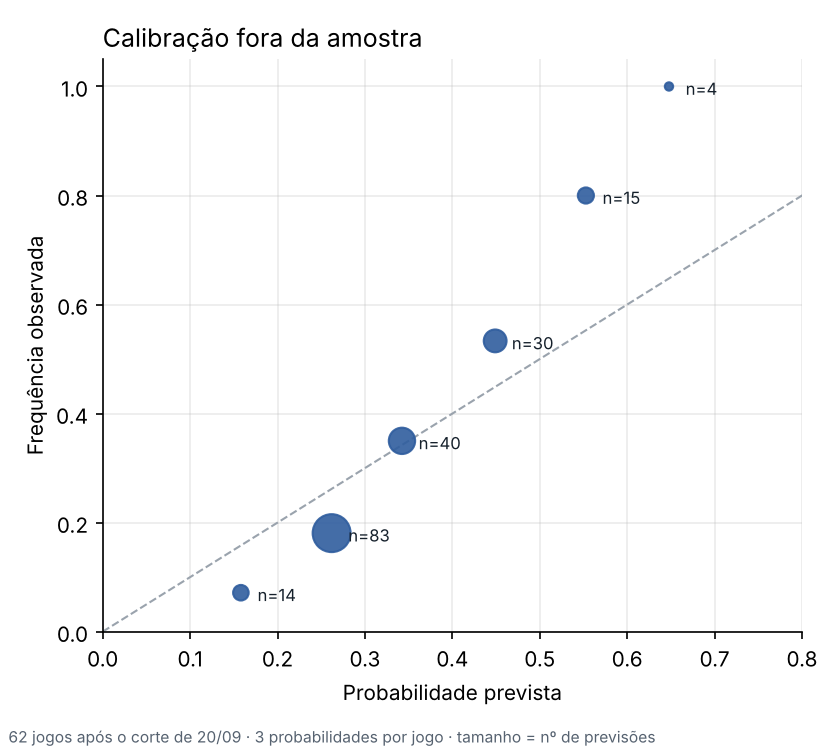 Calibração fora da amostra
Frequência observada
1.0
0.8
0.6
0.4
0.2
0.0
n=4
n=15
n=30
n=40
n=83
n=14
0.0 0.1 0.2 0.3 0.4 0.5 0.6 0.7 0.8
Probabilidade prevista
62 jogos após o corte de 20/09 · 3 probabilidades por jogo · tamanho = nº de previsões